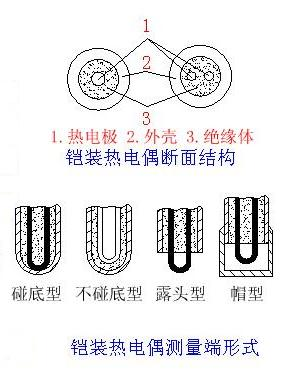 1
2
3
1.热电极 2.外壳 3.绝缘体
铠装热电偶断面结构
碰底型 不碰底型 露头型 帽型
铠装热电偶测量端形式